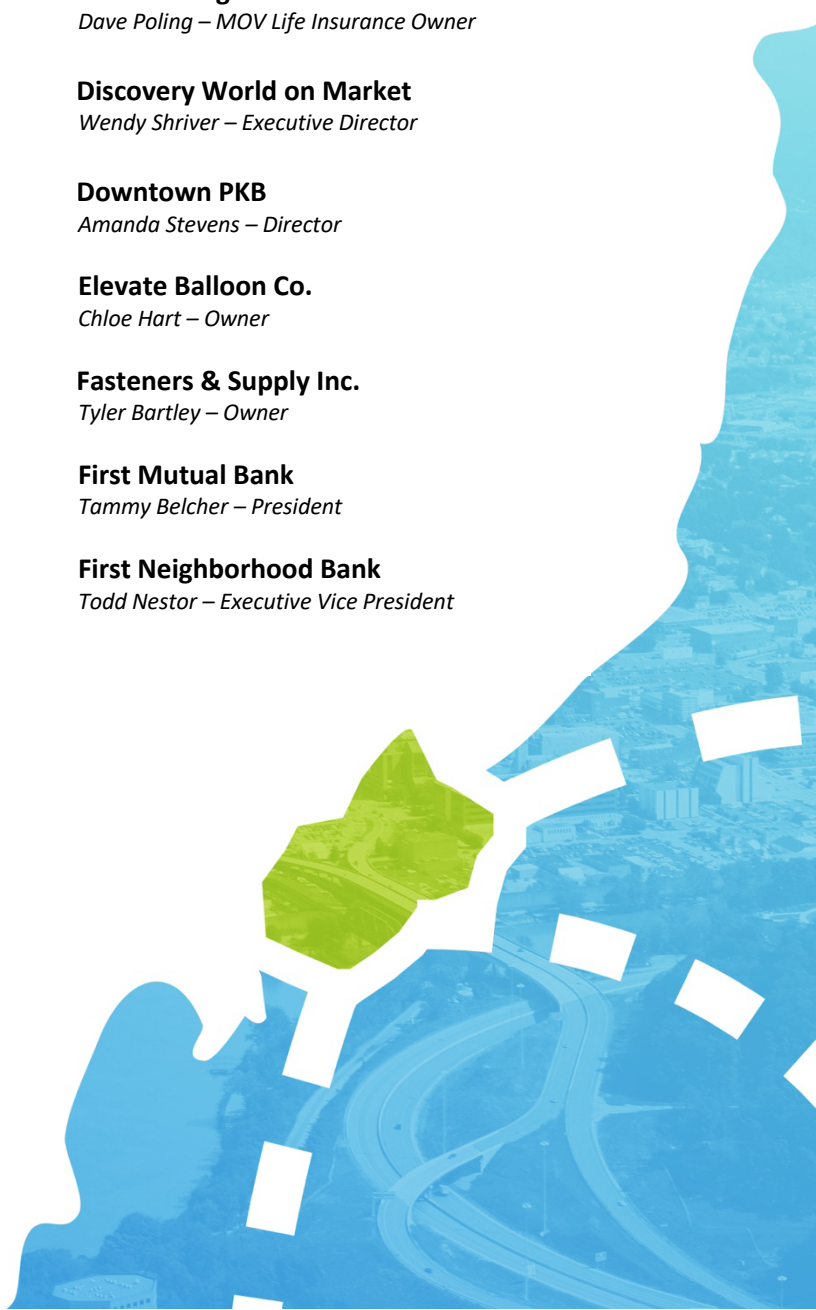 Dave Poling – MOV Life Insurance Owner
Discovery World on Market
Wendy Shriver – Executive Director
Downtown PKB
Amanda Stevens – Director
Elevate Balloon Co.
Chloe Hart – Owner
Fasteners & Supply Inc.
Tyler Bartley – Owner
First Mutual Bank
Tammy Belcher – President
First Neighborhood Bank
Todd Nestor – Executive Vice President